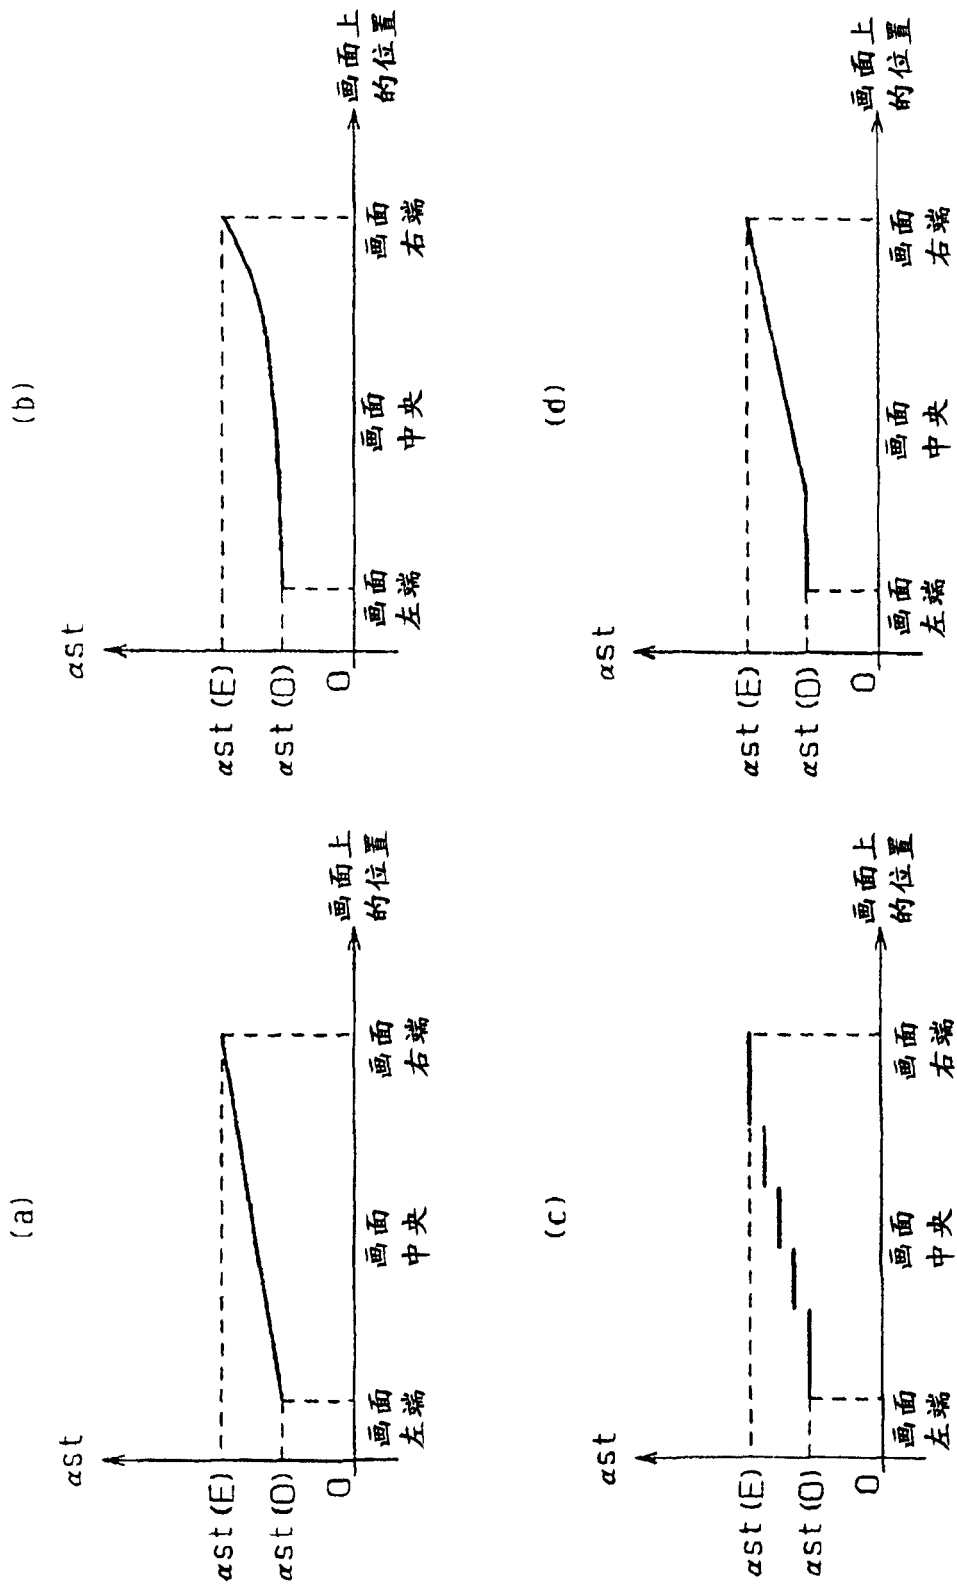 (a)
αst
αst(E)
αst(O)
0
画面
左端
画面
中央
画面
右端
画面上
的位置
(b)
αst
αst(E)
αst(O)
0
画面
左端
画面
中央
画面
右端
画面上
的位置
(c)
αst
αst(E)
αst(O)
0
画面
左端
画面
中央
画面
右端
画面上
的位置
(d)
αst
αst(E)
αst(O)
0
画面
左端
画面
中央
画面
右端
画面上
的位置